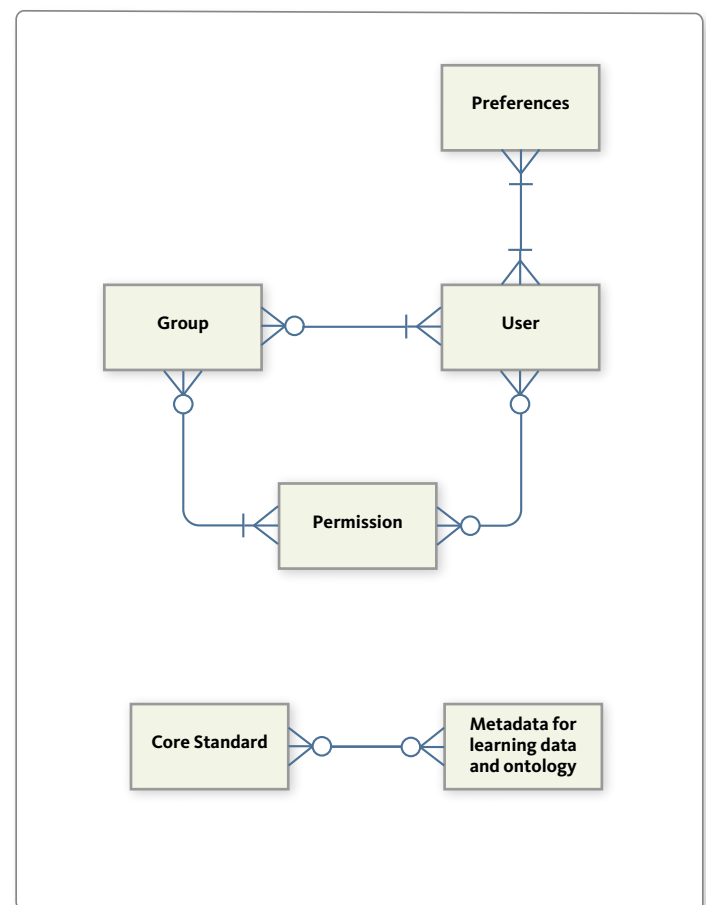 Preferences
Group
User
Permission
Core Standard
Metadata for
learning data
and ontology